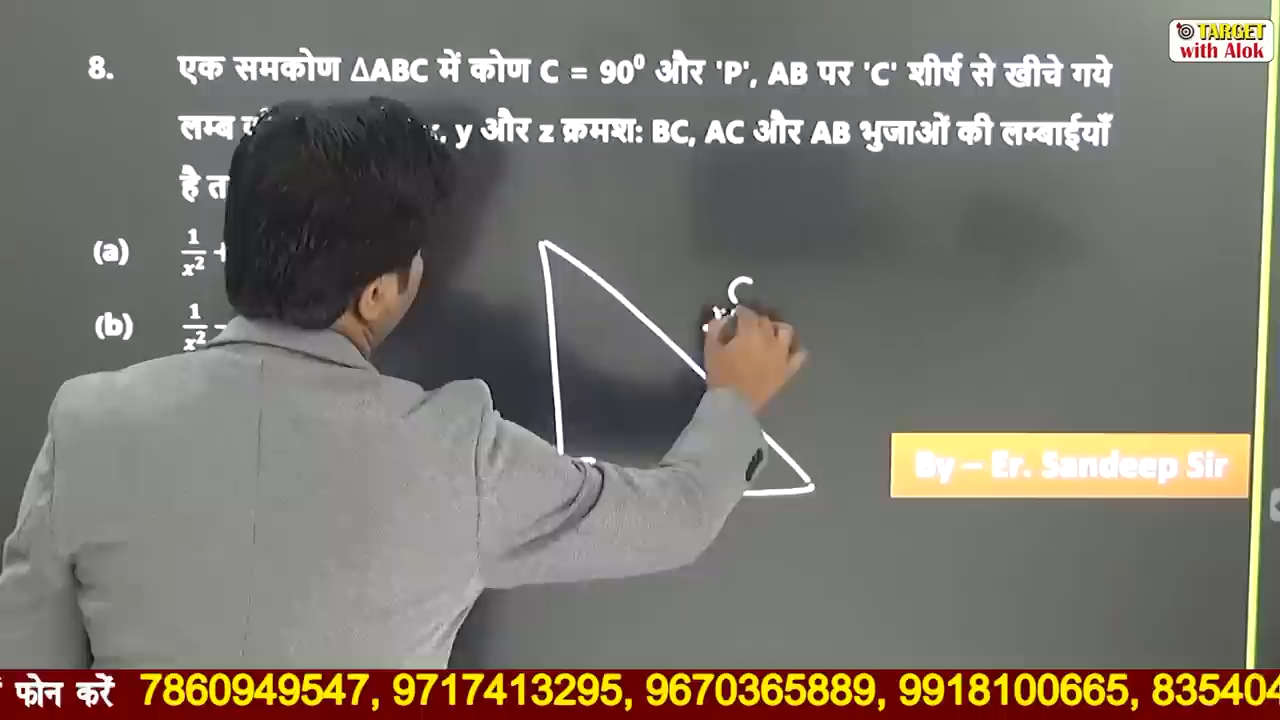 TARGET
with Alok
8. एक समकोण ΔABC में कोण C = 90⁰ और 'P', AB पर 'C' शीर्ष से खीचे गये
लम्ब , y और z क्रमश: BC, AC और AB भुजाओं की लम्बाईयाँ
है
(a) 1/x² +
(b) 1/x²
C
By – Er. Sandeep Sir
फोन करें 7860949547, 9717413295, 9670365889, 9918100665, 835404